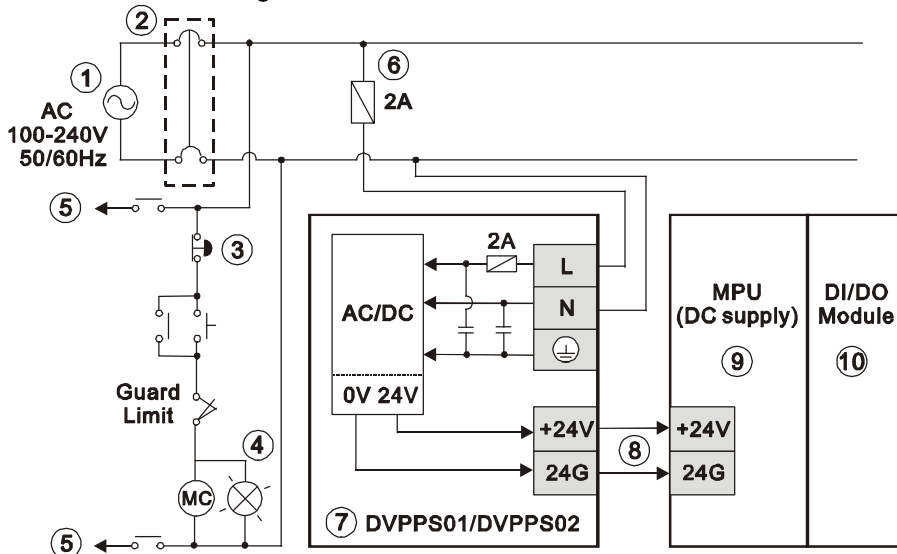 ①
②
AC
100-240V
50/60Hz
⑥
2A
⑤
③
Guard
Limit
④
MC
⑤
AC/DC
0V 24V
2A
L
N
+24V
24G
⑦ DVPPS01/DVPPS02
⑧
MPU
(DC supply)
⑨
+24V
24G
DI/DO
Module
⑩